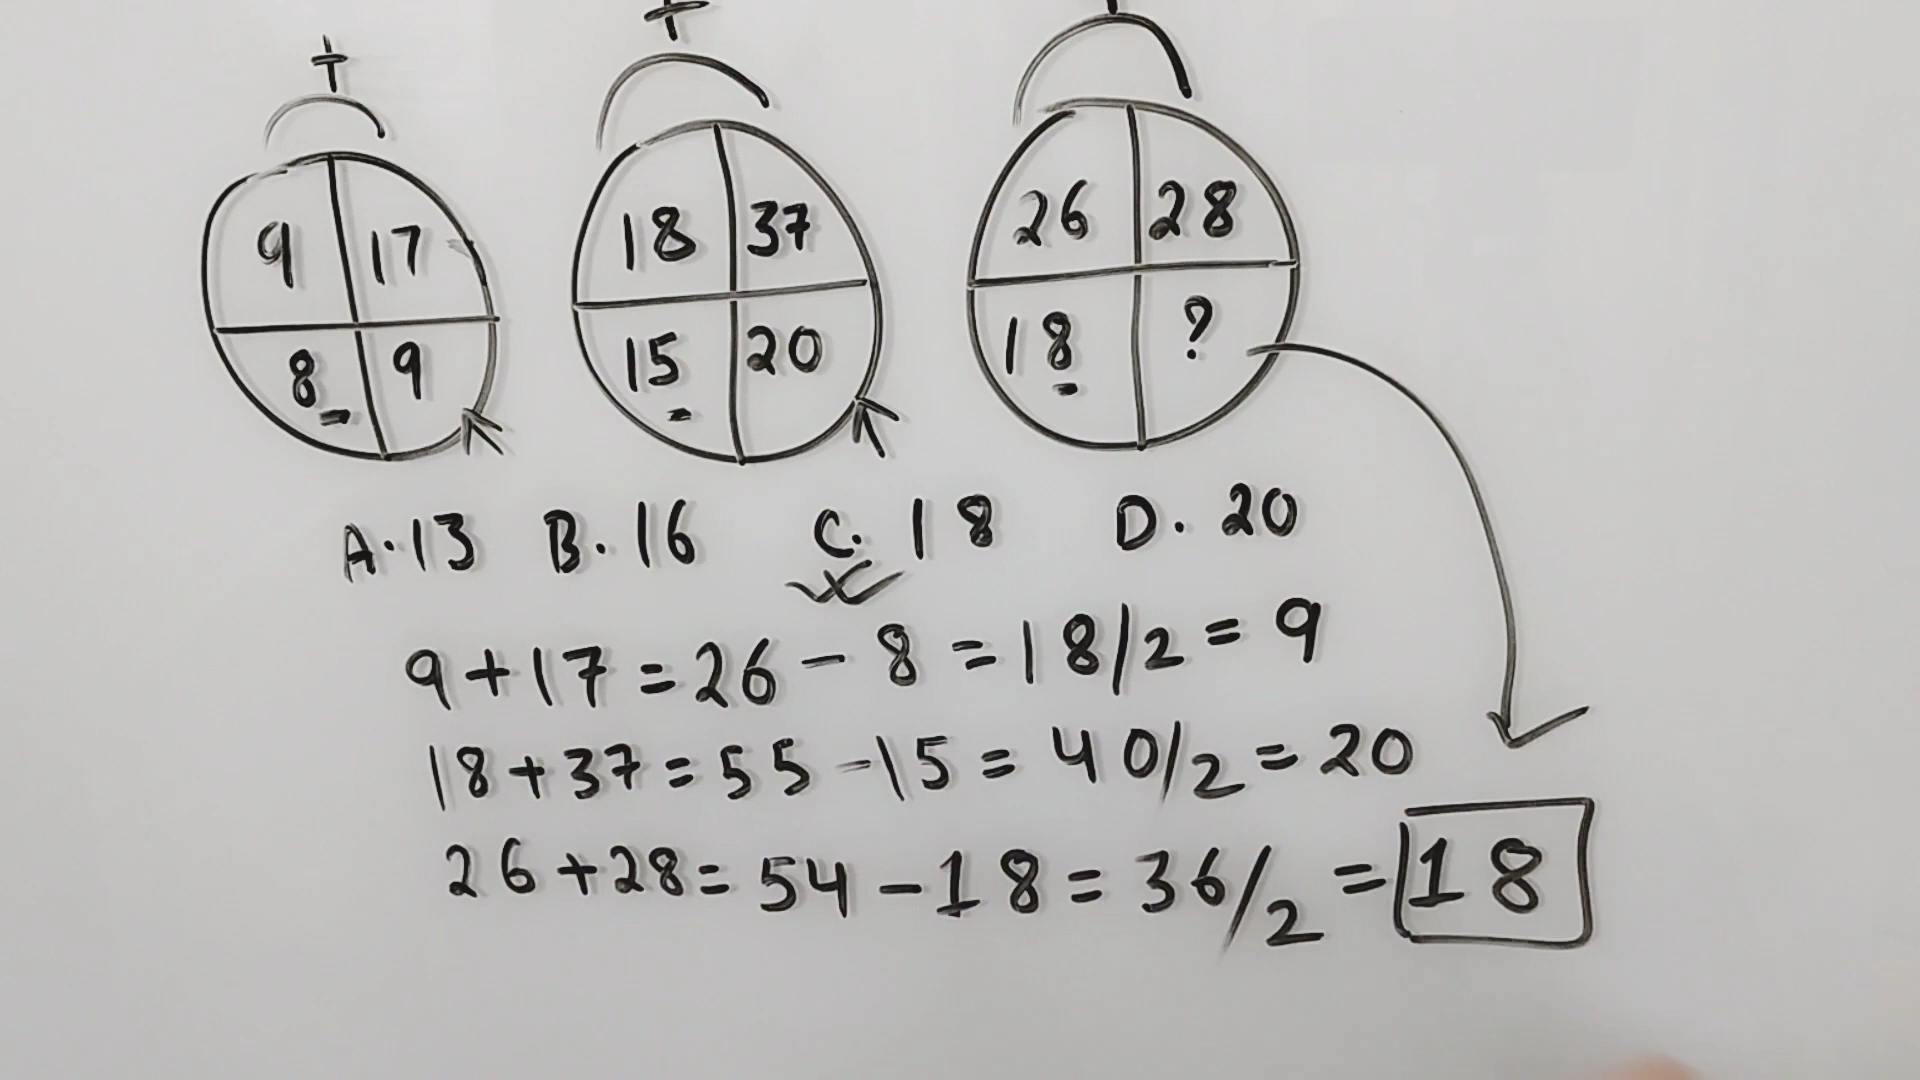 + + +
9 17 18 37 26 28
8 - 9 15 - 20 18 - ?
A. 13 B. 16 C. 18 D. 20
9 + 17 = 26 - 8 = 18/2 = 9
18 + 37 = 55 - 15 = 40/2 = 20
26 + 28 = 54 - 18 = 36/2 = 18